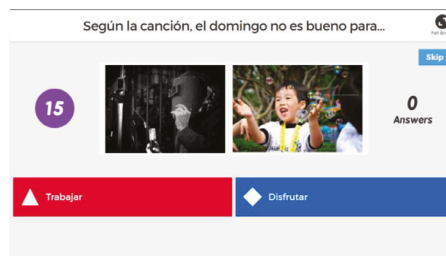 Según la canción, el domingo no es bueno para...
Skip
15
0
Answers
Trabajar
Disfrutar